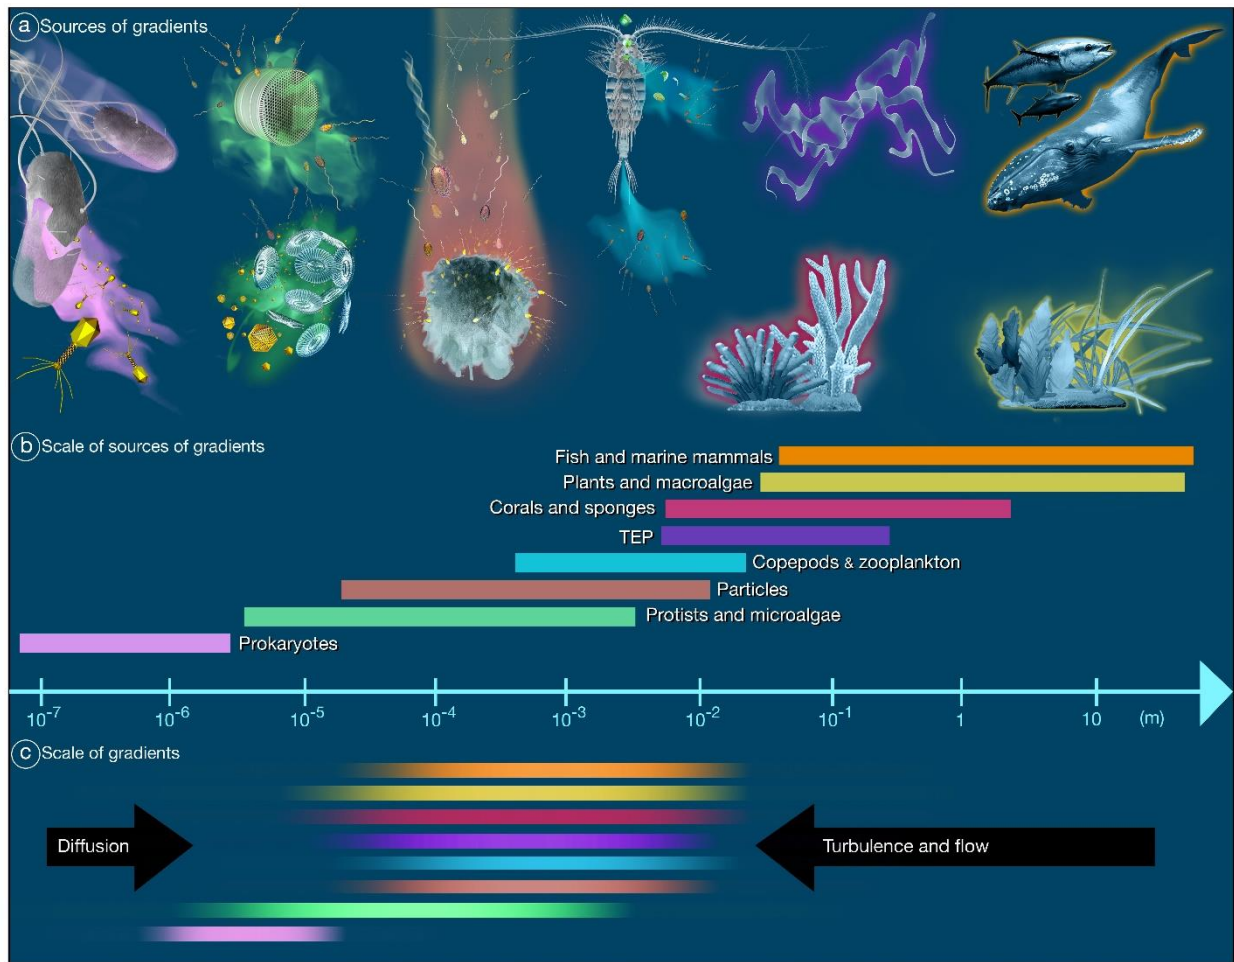 a Sources of gradients
b Scale of sources of gradients
Fish and marine mammals
Plants and macroalgae
Corals and sponges
TEP
Copepods & zooplankton
Particles
Protists and microalgae
Prokaryotes
10⁻⁷ 10⁻⁶ 10⁻⁵ 10⁻⁴ 10⁻³ 10⁻² 10⁻¹ 1 10 (m)
c Scale of gradients
Diffusion Turbulence and flow